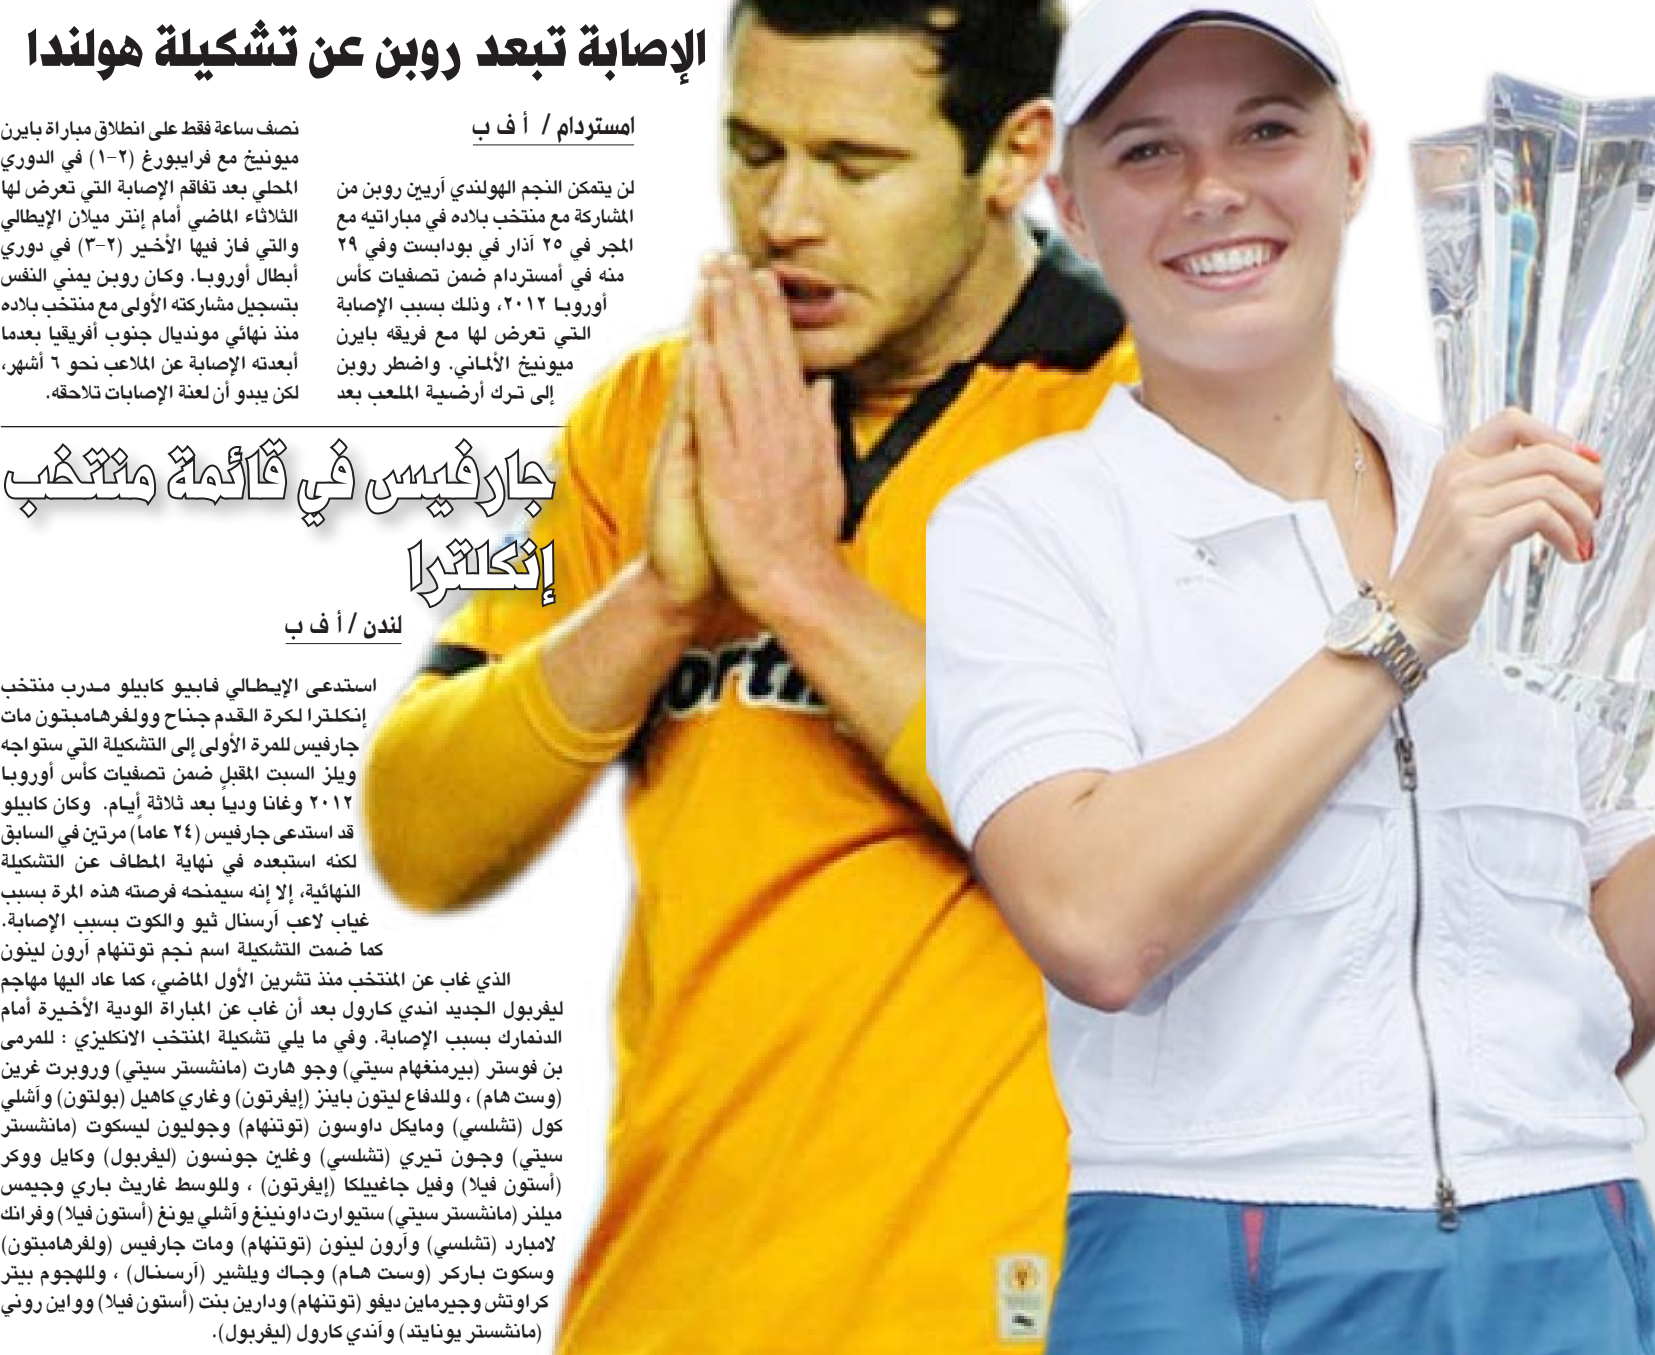 الإصابة تبعد روبن عن تشكيلة هولندا
امستردام / أ ف ب
لن يتمكن النجم الهولندي آريين روبن من
المشاركة مع منتخب بلاده في مباراتيه مع
المجر في ٢٥ آذار في بودابست وفي ٢٩
منه في أمستردام ضمن تصفيات كأس
أوروبا ٢٠١٢، وذلك بسبب الإصابة
التي تعرض لها مع فريقه بايرن
ميونيخ الألماني. واضطر روبن
إلى ترك أرضية الملعب بعد
نصف ساعة فقط على انطلاق مباراة بايرن
ميونيخ مع فرايبورغ (٢-١) في الدوري
المحلي بعد تفاقم الإصابة التي تعرض لها
الثلاثاء الماضي أمام إنتر ميلان الإيطالي
والتي فاز فيها الأخير (٢-٣) في دوري
أبطال أوروبا. وكان روبن يمني النفس
بتسجيل مشاركته الأولى مع منتخب بلاده
منذ نهائي مونديال جنوب أفريقيا بعدما
أبعدته الإصابة عن الملاعب نحو ٦ أشهر،
لكن يبدو أن لعنة الإصابات تلاحقه.
جارفيس في قائمة منتخب
إنكلترا
لندن / أ ف ب
استدعى الإيطالي فابيو كابيلو مدرب منتخب
إنكلترا لكرة القدم جناح وولفرهامبتون مات
جارفيس للمرة الأولى إلى التشكيلة التي ستواجه
ويلز السبت المقبل ضمن تصفيات كأس أوروبا
٢٠١٢ وغانا وديا بعد ثلاثة أيام. وكان كابيلو
قد استدعى جارفيس (٢٤ عاما) مرتين في السابق
لكنه استبعده في نهاية المطاف عن التشكيلة
النهائية، إلا إنه سيمنحه فرصته هذه المرة بسبب
غياب لاعب آرسنال ثيو والكوت بسبب الإصابة.
كما ضمت التشكيلة اسم نجم توتنهام آرون لينون
الذي غاب عن المنتخب منذ تشرين الأول الماضي، كما عاد اليها مهاجم
ليفربول الجديد اندي كارول بعد أن غاب عن المباراة الودية الأخيرة أمام
الدنمارك بسبب الإصابة. وفي ما يلي تشكيلة المنتخب الانكليزي : للمرمى
بن فوستر (بيرمنغهام سيتي) وجو هارت (مانشستر سيتي) وروبرت غرين
(وست هام) ، وللدفاع ليتون باينز (إيفرتون) وغاري كاهيل (بولتون) وآشلي
كول (تشلسي) ومايكل داوسون (توتنهام) وجوليون ليسكوت (مانشستر
سيتي) وجون تيري (تشلسي) وغلين جونسون (ليفربول) وكايل ووكر
(أستون فيلا) وفيل جاغييلكا (إيفرتون) ، وللوسط غاريث باري وجيمس
ميلنر (مانشستر سيتي) ستيوارت داونينغ وآشلي يونغ (أستون فيلا) وفرانك
لامبارد (تشلسي) وآرون لينون (توتنهام) ومات جارفيس (ولفرهامبتون)
وسكوت باركر (وست هام) وجاك ويلشير (آرسنال) ، وللهجوم بيتر
كراوتش وجيرماين ديفو (توتنهام) ودارين بنت (أستون فيلا) وواين روني
(مانشستر يونايتد) وآندي كارول (ليفربول).